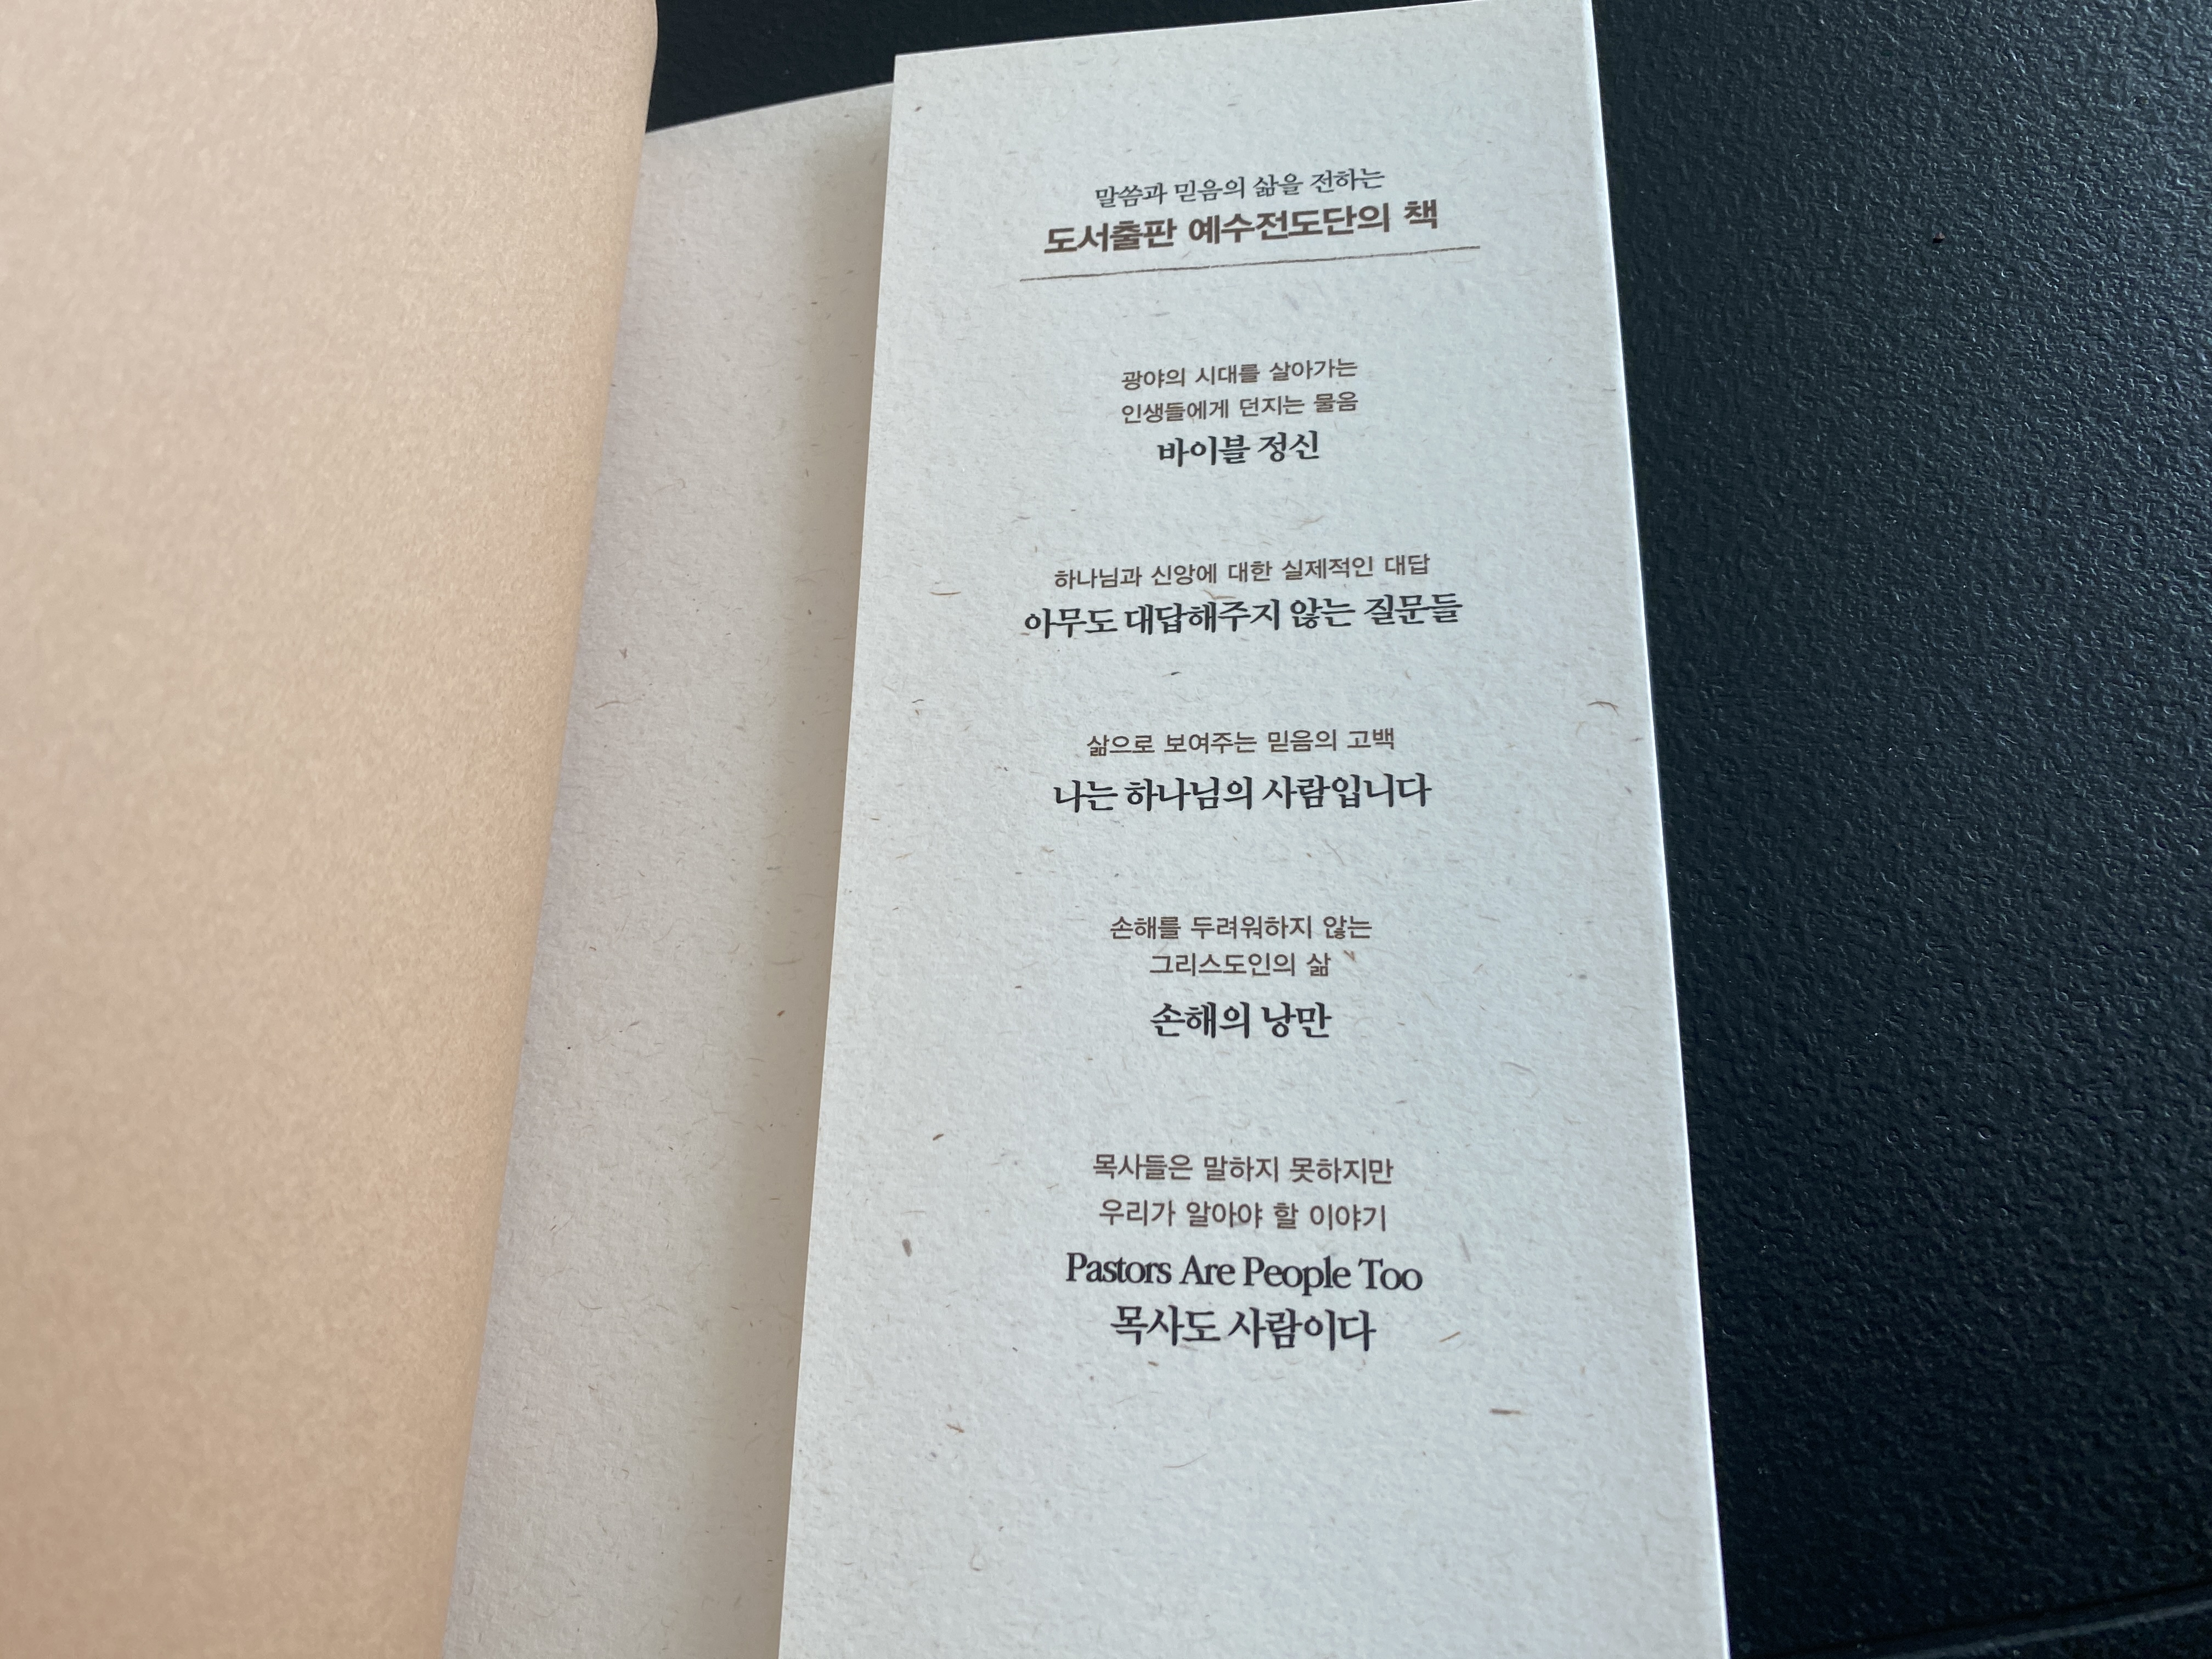 말씀과 믿음의 삶을 전하는
도서출판 예수전도단의 책
광야의 시대를 살아가는
인생들에게 던지는 물음
바이블 정신
하나님과 신앙에 대한 실제적인 대답
아무도 대답해주지 않는 질문들
삶으로 보여주는 믿음의 고백
나는 하나님의 사람입니다
손해를 두려워하지 않는
그리스도인의 삶
손해의 낭만
목사들은 말하지 못하지만
우리가 알아야 할 이야기
Pastors Are People Too
목사도 사람이다